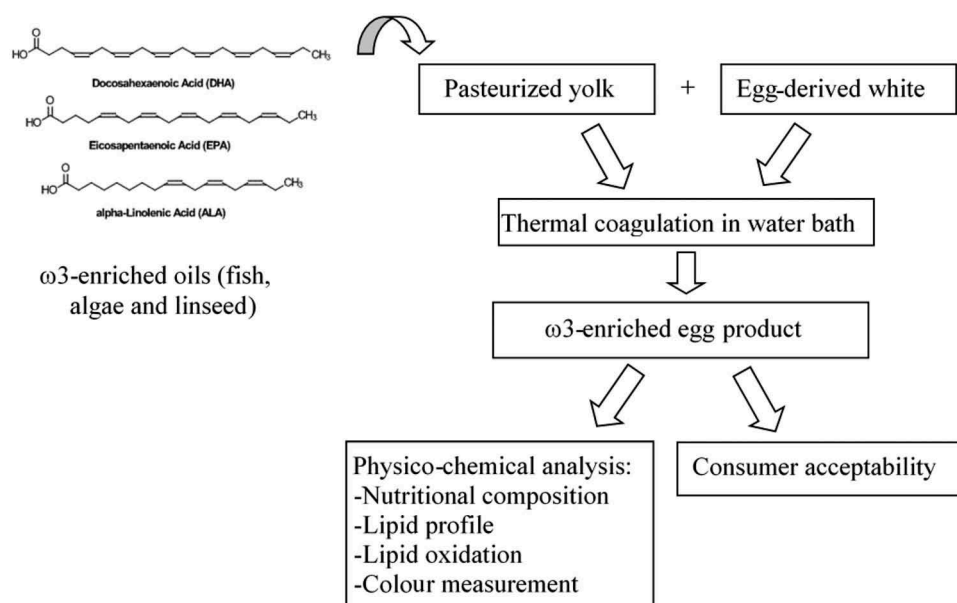 O
HO
CH3
Docosahexaenoic Acid (DHA)
O
HO
CH3
Eicosapentaenoic Acid (EPA)
O
HO
CH3
alpha-Linolenic Acid (ALA)
ω3-enriched oils (fish,
algae and linseed)
Pasteurized yolk
+
Egg-derived white
Thermal coagulation in water bath
ω3-enriched egg product
Physico-chemical analysis:
-Nutritional composition
-Lipid profile
-Lipid oxidation
-Colour measurement
Consumer acceptability